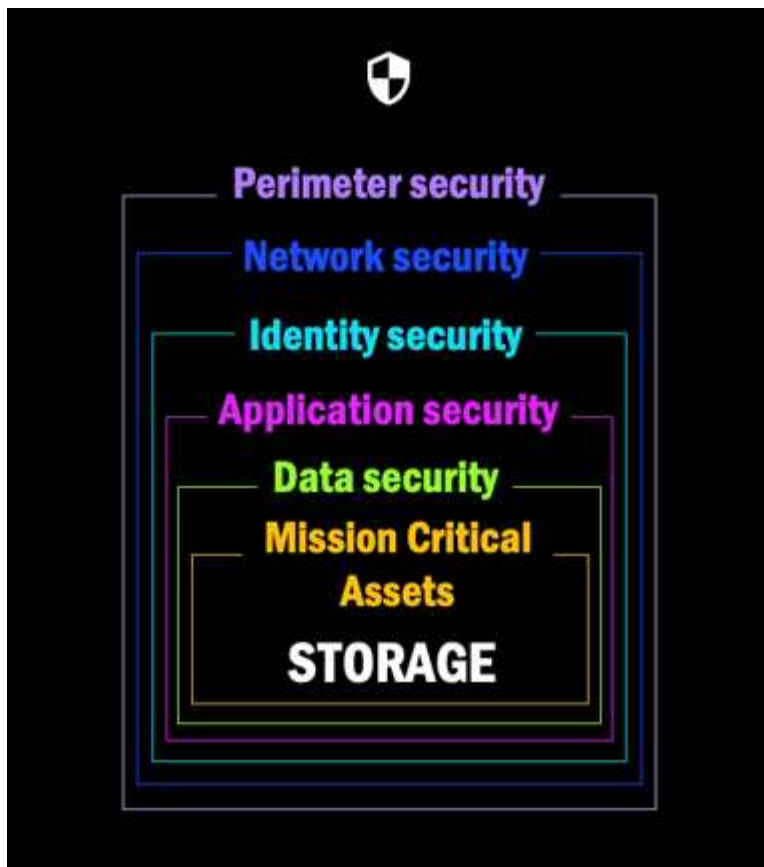 Perimeter security
Network security
Identity security
Application security
Data security
Mission Critical
Assets
STORAGE